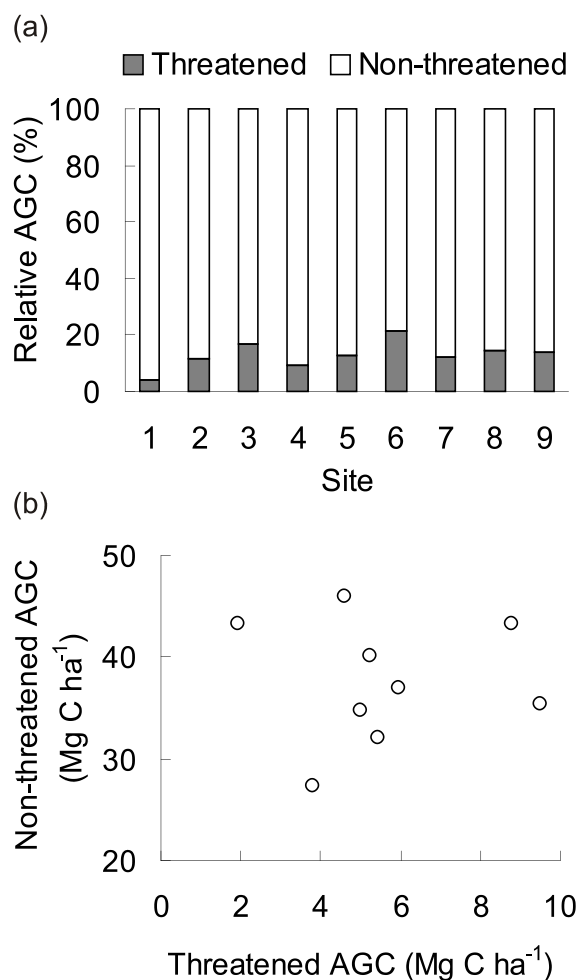 (a)
Threatened Non-threatened
Relative AGC (%)
100
80
60
40
20
0
1 2 3 4 5 6 7 8 9
Site
(b)
Non-threatened AGC
(Mg C ha⁻¹)
50
40
30
20
0 2 4 6 8 10
Threatened AGC (Mg C ha⁻¹)